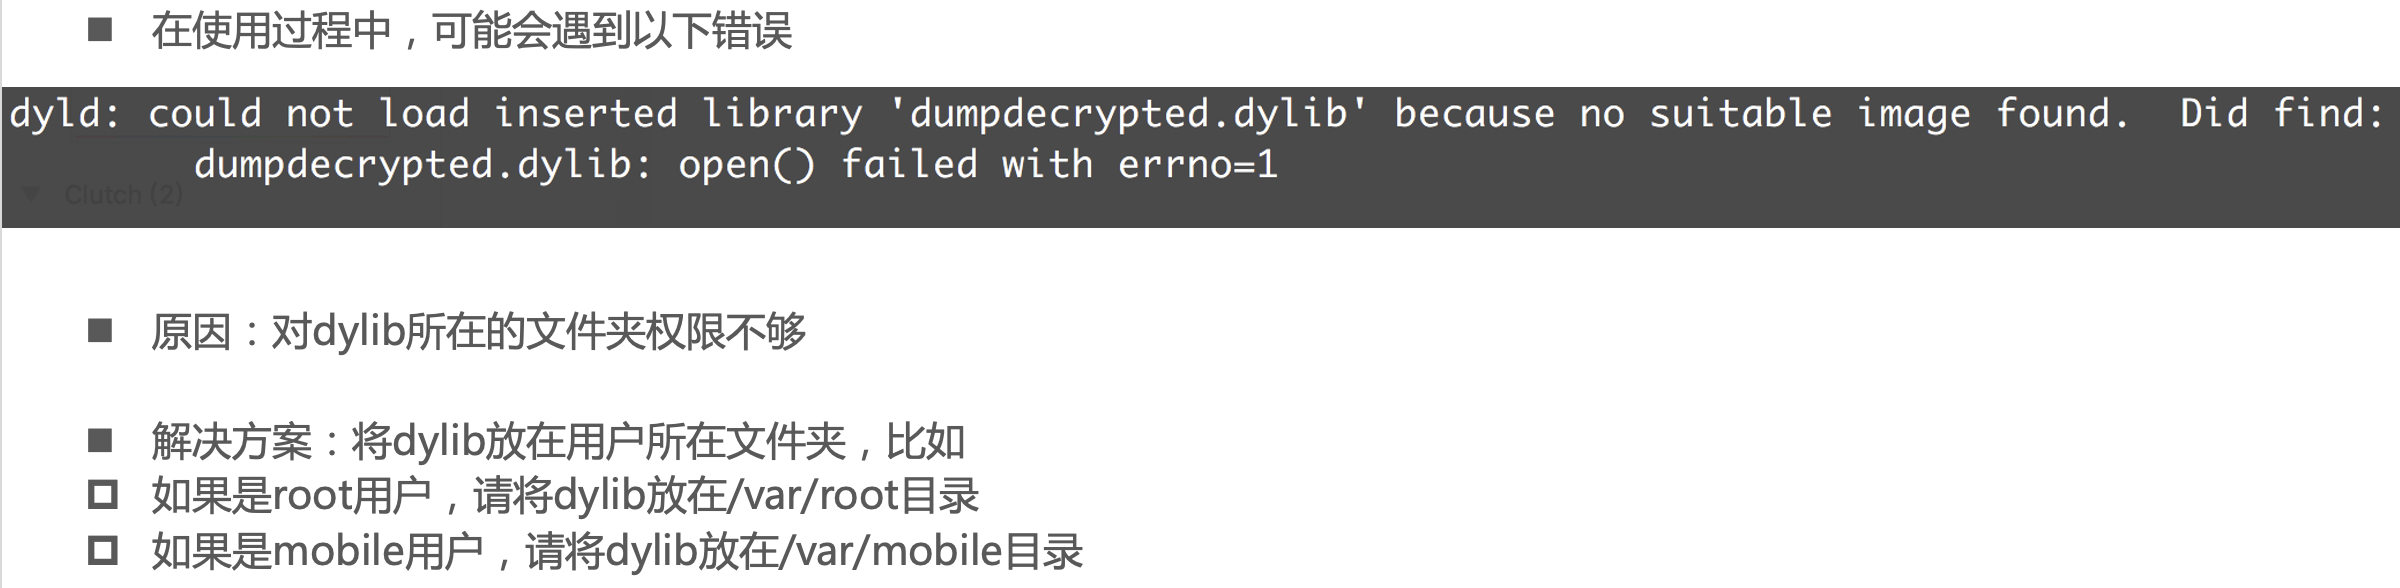 ■ 在使用过程中，可能会遇到以下错误
dyld: could not load inserted library 'dumpdecrypted.dylib' because no suitable image found.  Did find:
dumpdecrypted.dylib: open() failed with errno=1
▼ Clutch (2)
■ 原因：对dylib所在的文件夹权限不够
■ 解决方案：将dylib放在用户所在文件夹，比如
□ 如果是root用户，请将dylib放在/var/root目录
□ 如果是mobile用户，请将dylib放在/var/mobile目录